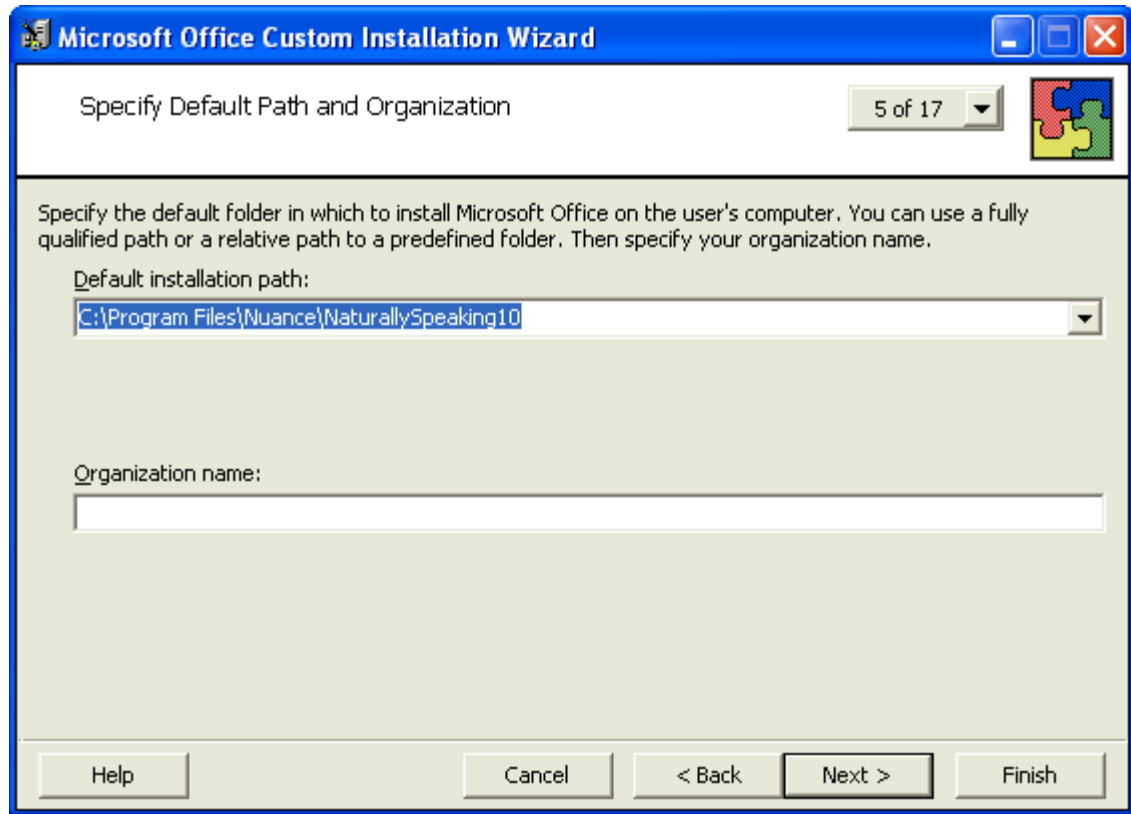 Microsoft Office Custom Installation Wizard
Specify Default Path and Organization
5 of 17
Specify the default folder in which to install Microsoft Office on the user's computer. You can use a fully
qualified path or a relative path to a predefined folder. Then specify your organization name.
Default installation path:
C:\Program Files\Nuance\NaturallySpeaking10
Organization name:
Help
Cancel
< Back
Next >
Finish